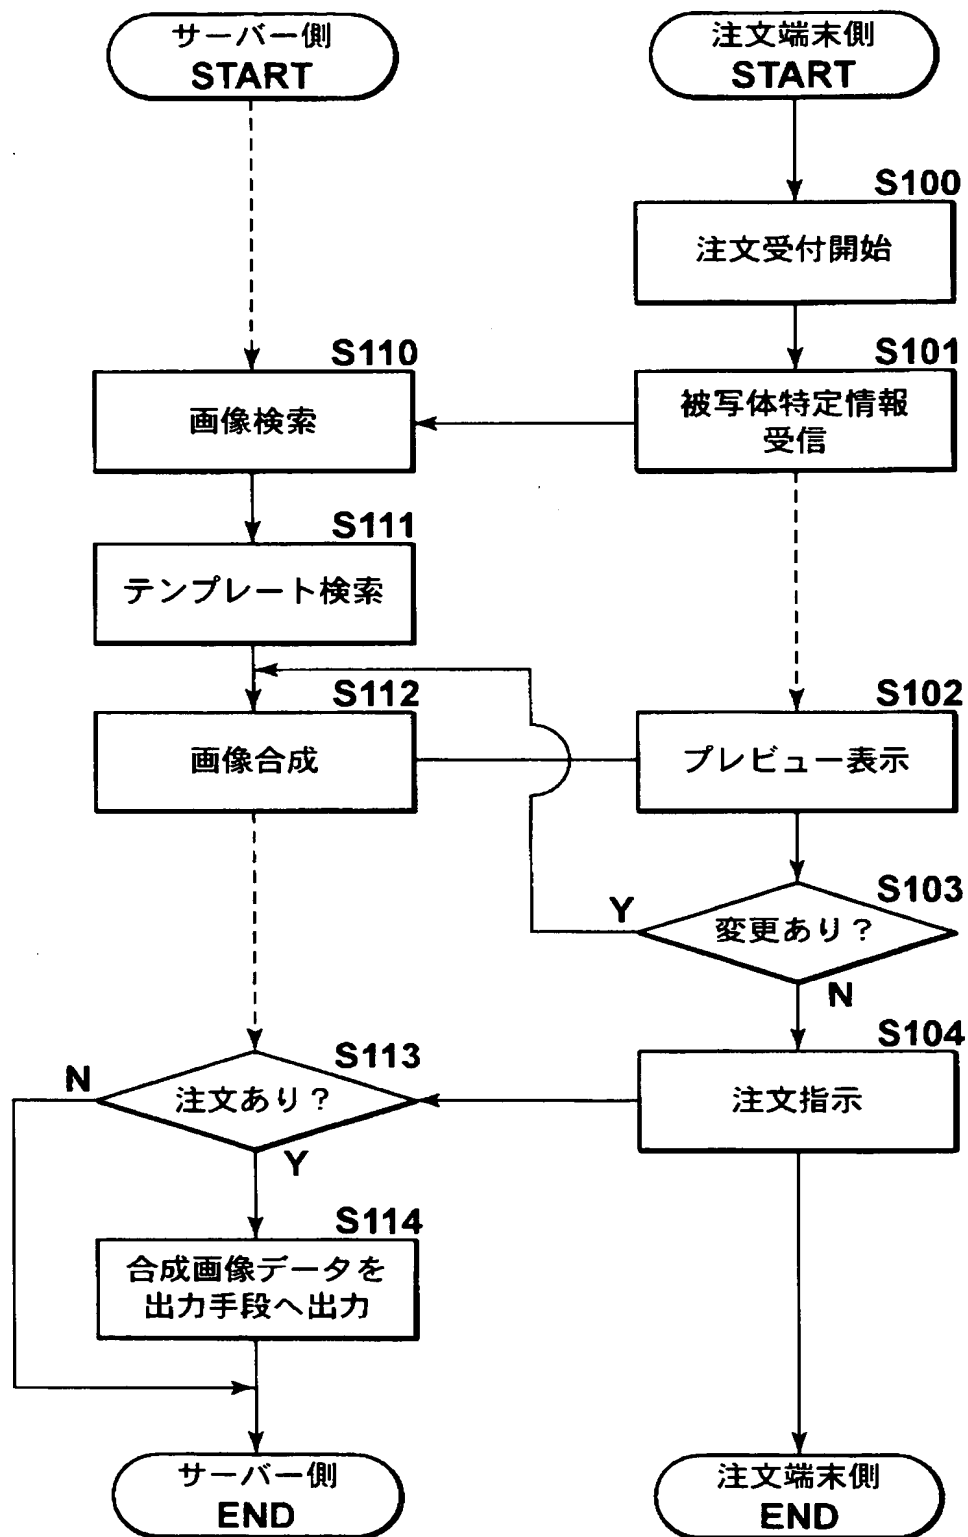 サーバー側
START
注文端末側
START
S100
注文受付開始
S110
画像検索
S101
被写体特定情報
受信
S111
テンプレート検索
S112
画像合成
S102
プレビュー表示
S103
変更あり?
Y
N
S104
注文指示
S113
注文あり?
N
Y
S114
合成画像データを
出力手段へ出力
サーバー側
END
注文端末側
END